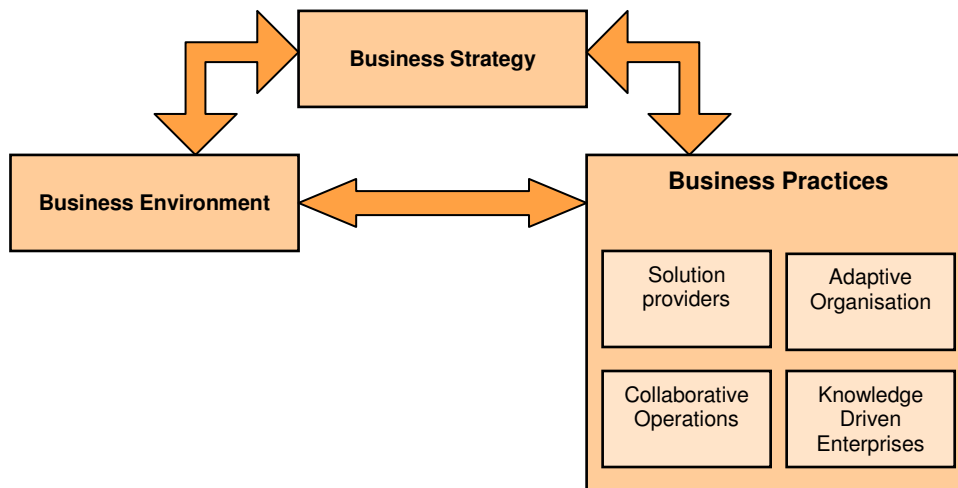 Business Strategy
Business Environment
Business Practices
Solution
providers
Adaptive
Organisation
Collaborative
Operations
Knowledge
Driven
Enterprises